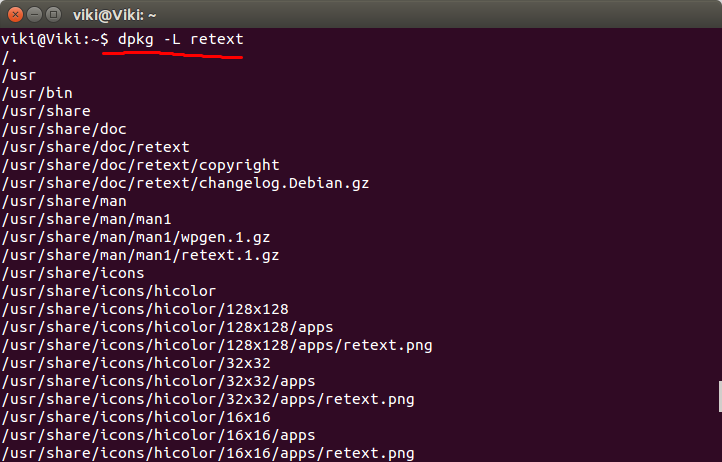 viki@Viki: ~
viki@Viki:~$ dpkg -L retext
/.
/usr
/usr/bin
/usr/share
/usr/share/doc
/usr/share/doc/retext
/usr/share/doc/retext/copyright
/usr/share/doc/retext/changelog.Debian.gz
/usr/share/man
/usr/share/man/man1
/usr/share/man/man1/wpgen.1.gz
/usr/share/man/man1/retext.1.gz
/usr/share/icons
/usr/share/icons/hicolor
/usr/share/icons/hicolor/128x128
/usr/share/icons/hicolor/128x128/apps
/usr/share/icons/hicolor/128x128/apps/retext.png
/usr/share/icons/hicolor/32x32
/usr/share/icons/hicolor/32x32/apps
/usr/share/icons/hicolor/32x32/apps/retext.png
/usr/share/icons/hicolor/16x16
/usr/share/icons/hicolor/16x16/apps
/usr/share/icons/hicolor/16x16/apps/retext.png